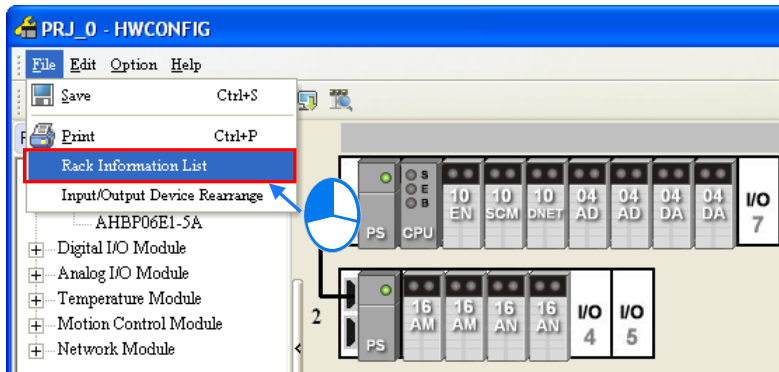 PRJ_0 - HWCONFIG
File Edit Option Help
Save Ctrl+S
Print Ctrl+P
Rack Information List
Input/Output Device Rearrange
AHBP06E1-5A
Digital I/O Module
Analog I/O Module
Temperature Module
Motion Control Module
Network Module
PS
CPU
S
E
B
10 EN
10 SCM
10 DNET
04 AD
04 AD
04 DA
04 DA
I/O 7
2
PS
16 AM
16 AM
16 AN
16 AN
I/O 4
I/O 5